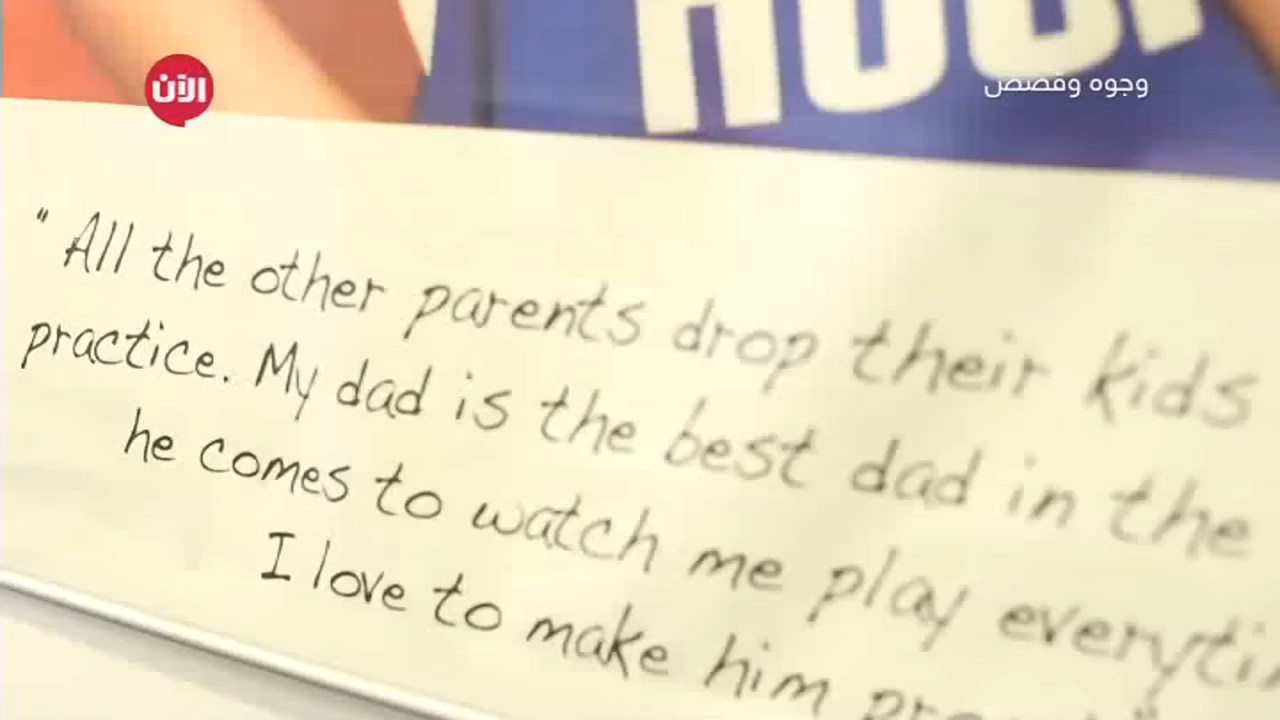 الآن
وجوه وقصص
" All the other parents drop their kids
practice. My dad is the best dad in the
he comes to watch me play
I love to make him